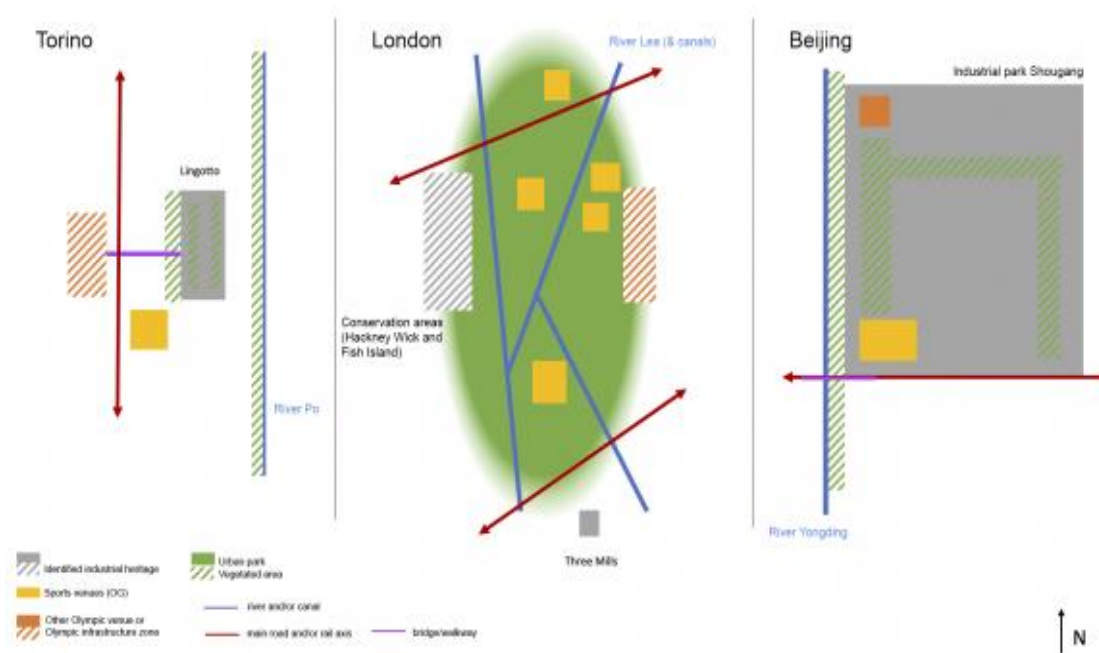 Torino
London
Beijing
River Lea (& canals)
Industrial park Shougang
Lingotto
Conservation areas
(Hackney Wick and
Fish Island)
River Po
River Yongding
Three Mills
Identified industrial heritage
Sports venues (OG)
Other Olympic venue or
Olympic infrastructure zone
Urban park
Vegetated area
river and/or canal
main road and/or rail axis
bridge/walkway
N